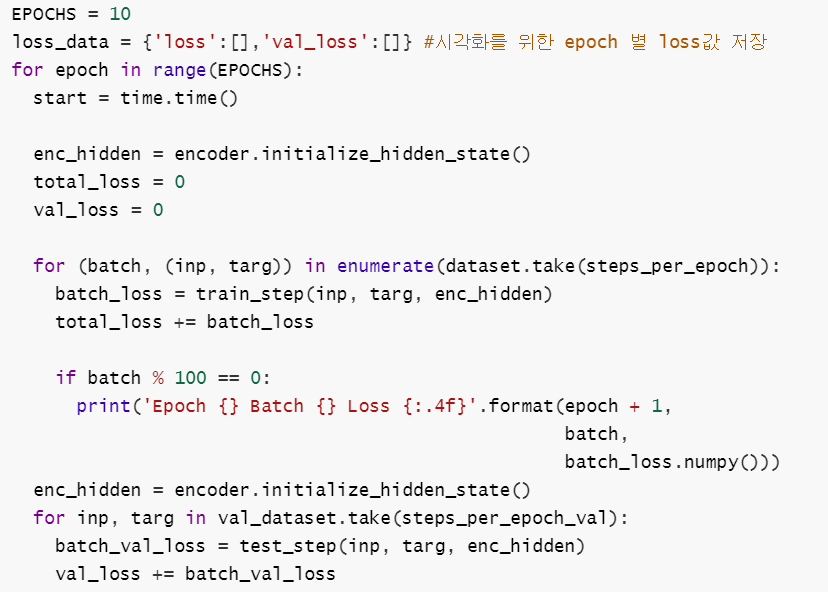 EPOCHS = 10
loss_data = {'loss':[],'val_loss':[]} #시각화를 위한 epoch 별 loss값 저장
for epoch in range(EPOCHS):
  start = time.time()

  enc_hidden = encoder.initialize_hidden_state()
  total_loss = 0
  val_loss = 0

  for (batch, (inp, targ)) in enumerate(dataset.take(steps_per_epoch)):
    batch_loss = train_step(inp, targ, enc_hidden)
    total_loss += batch_loss

    if batch % 100 == 0:
      print('Epoch {} Batch {} Loss {:.4f}'.format(epoch + 1,
                                                   batch,
                                                   batch_loss.numpy()))
  enc_hidden = encoder.initialize_hidden_state()
  for inp, targ in val_dataset.take(steps_per_epoch_val):
    batch_val_loss = test_step(inp, targ, enc_hidden)
    val_loss += batch_val_loss